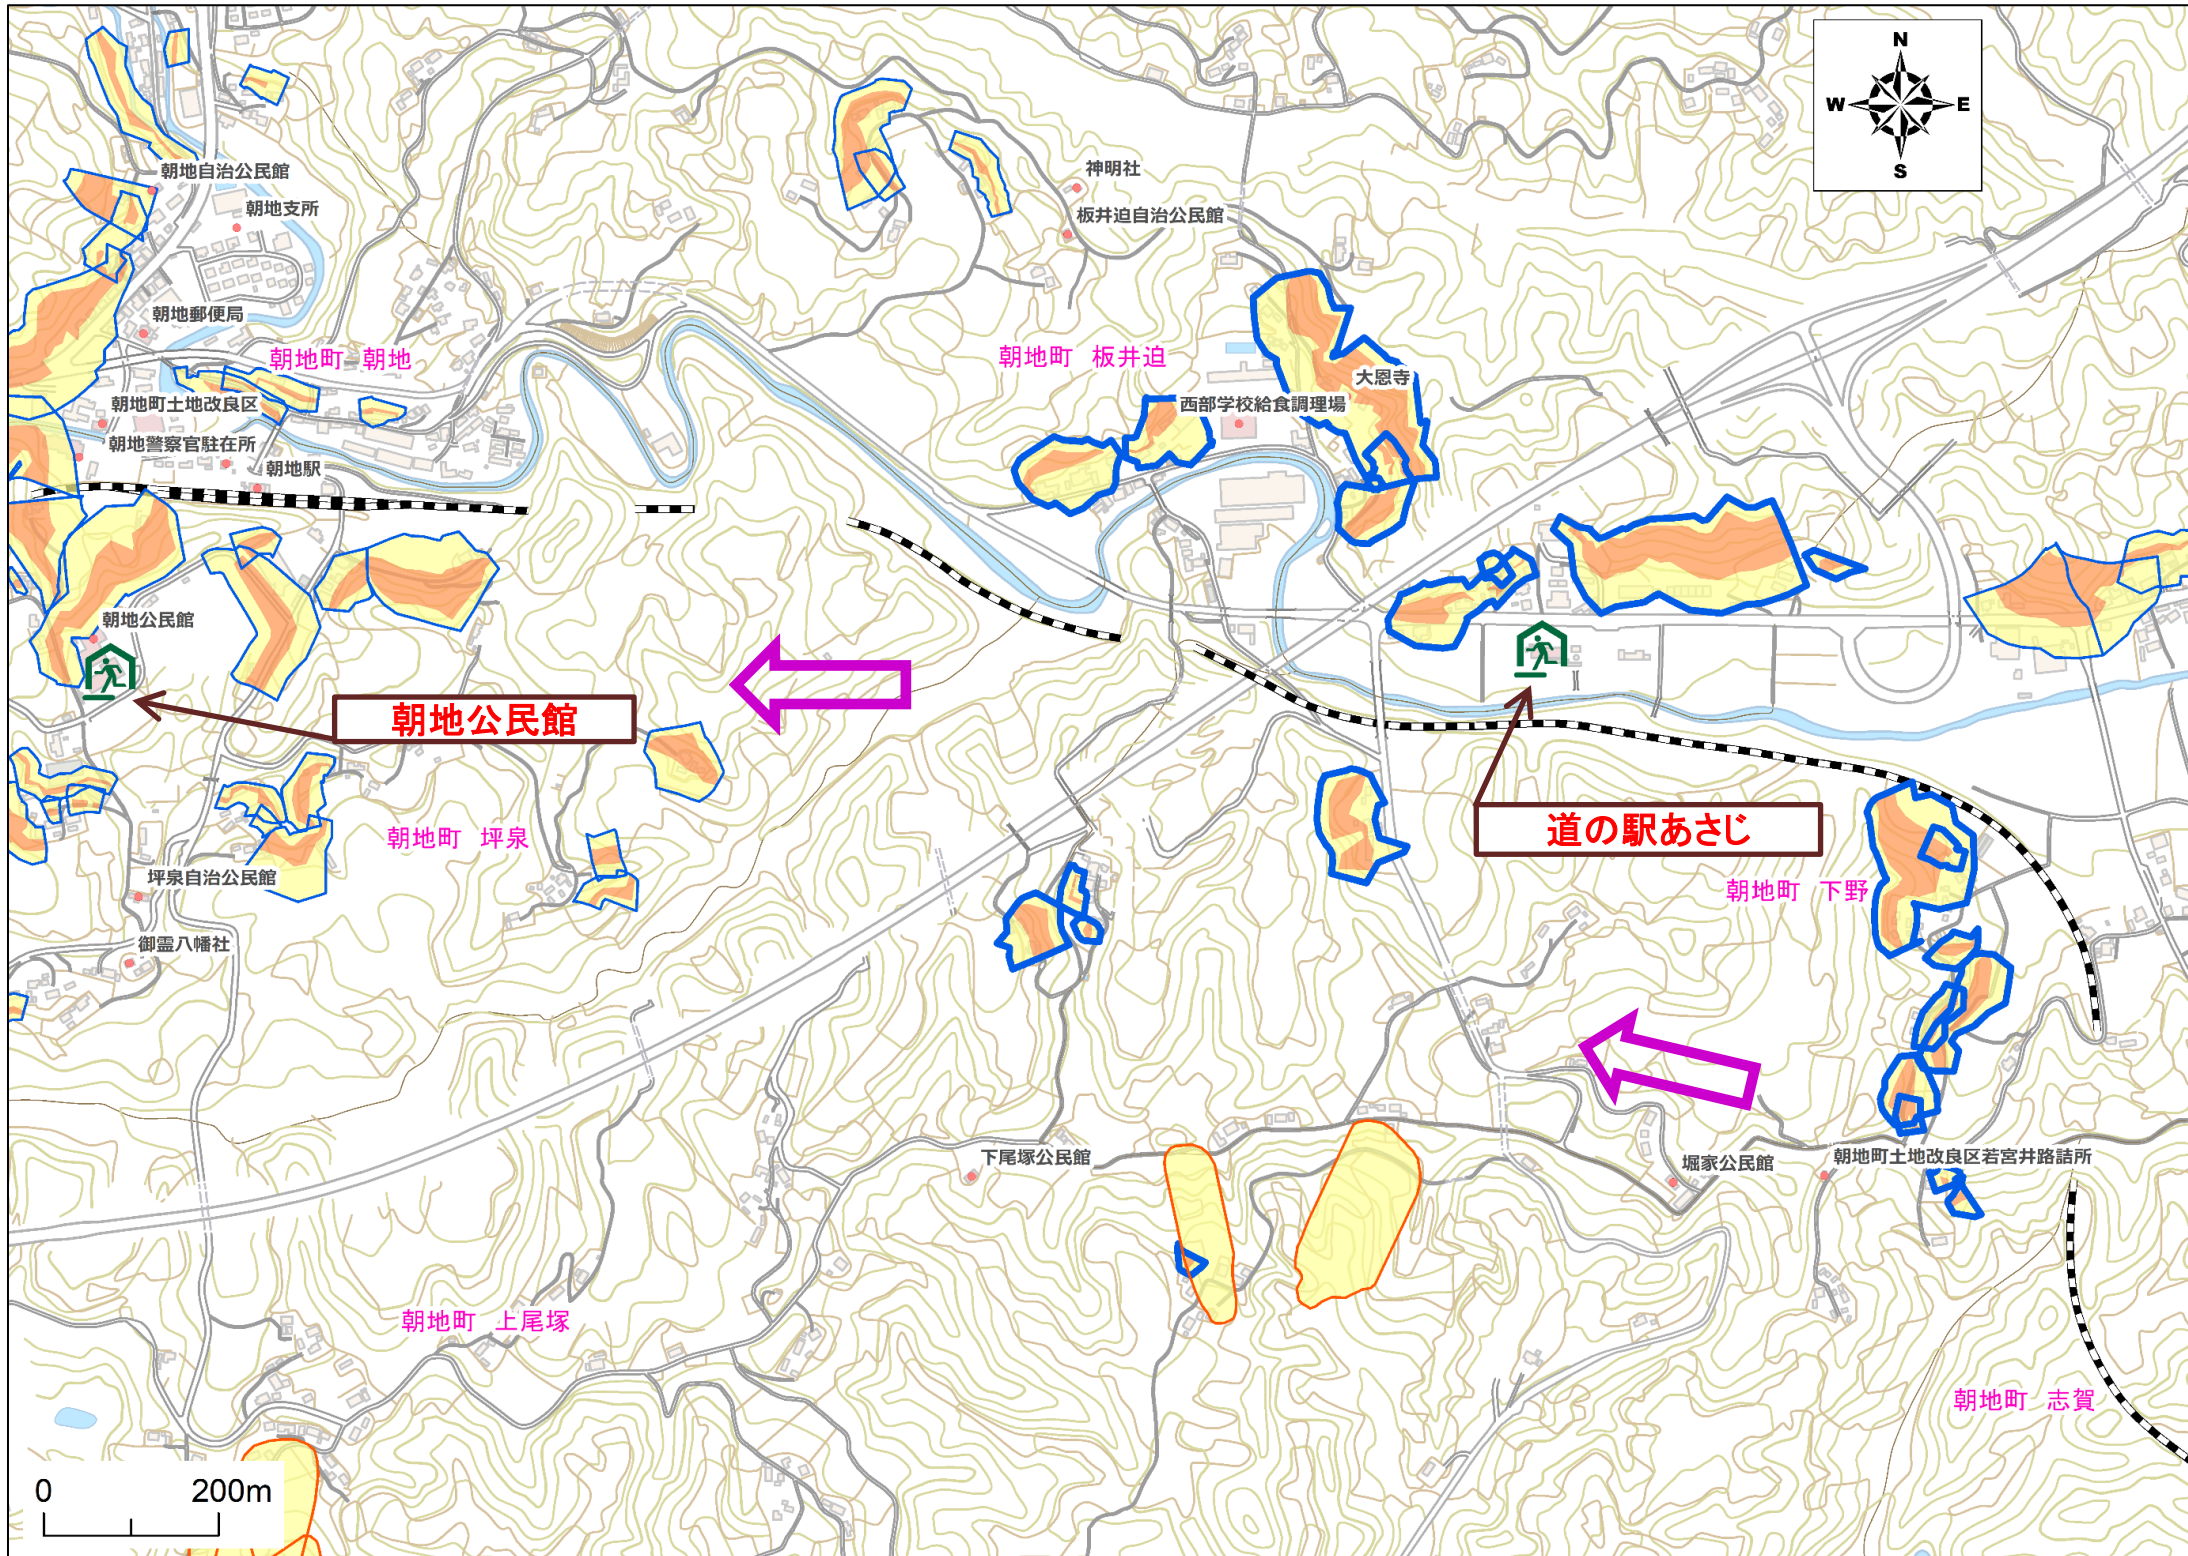 N
W E
S
朝地自治公民館
神明社
朝地支所
板井迫自治公民館
朝地郵便局
朝地町 朝地
朝地町 板井迫
大恩寺
朝地町土地改良区
西部学校給食調理場
朝地警察官駐在所
朝地駅
朝地公民館
朝地公民館
道の駅あさじ
朝地町 坪泉
坪泉自治公民館
朝地町 下野
御霊八幡社
下尾塚公民館
堀家公民館
朝地町土地改良区若宮井路詰所
朝地町 上尾塚
朝地町 志賀
0 200m